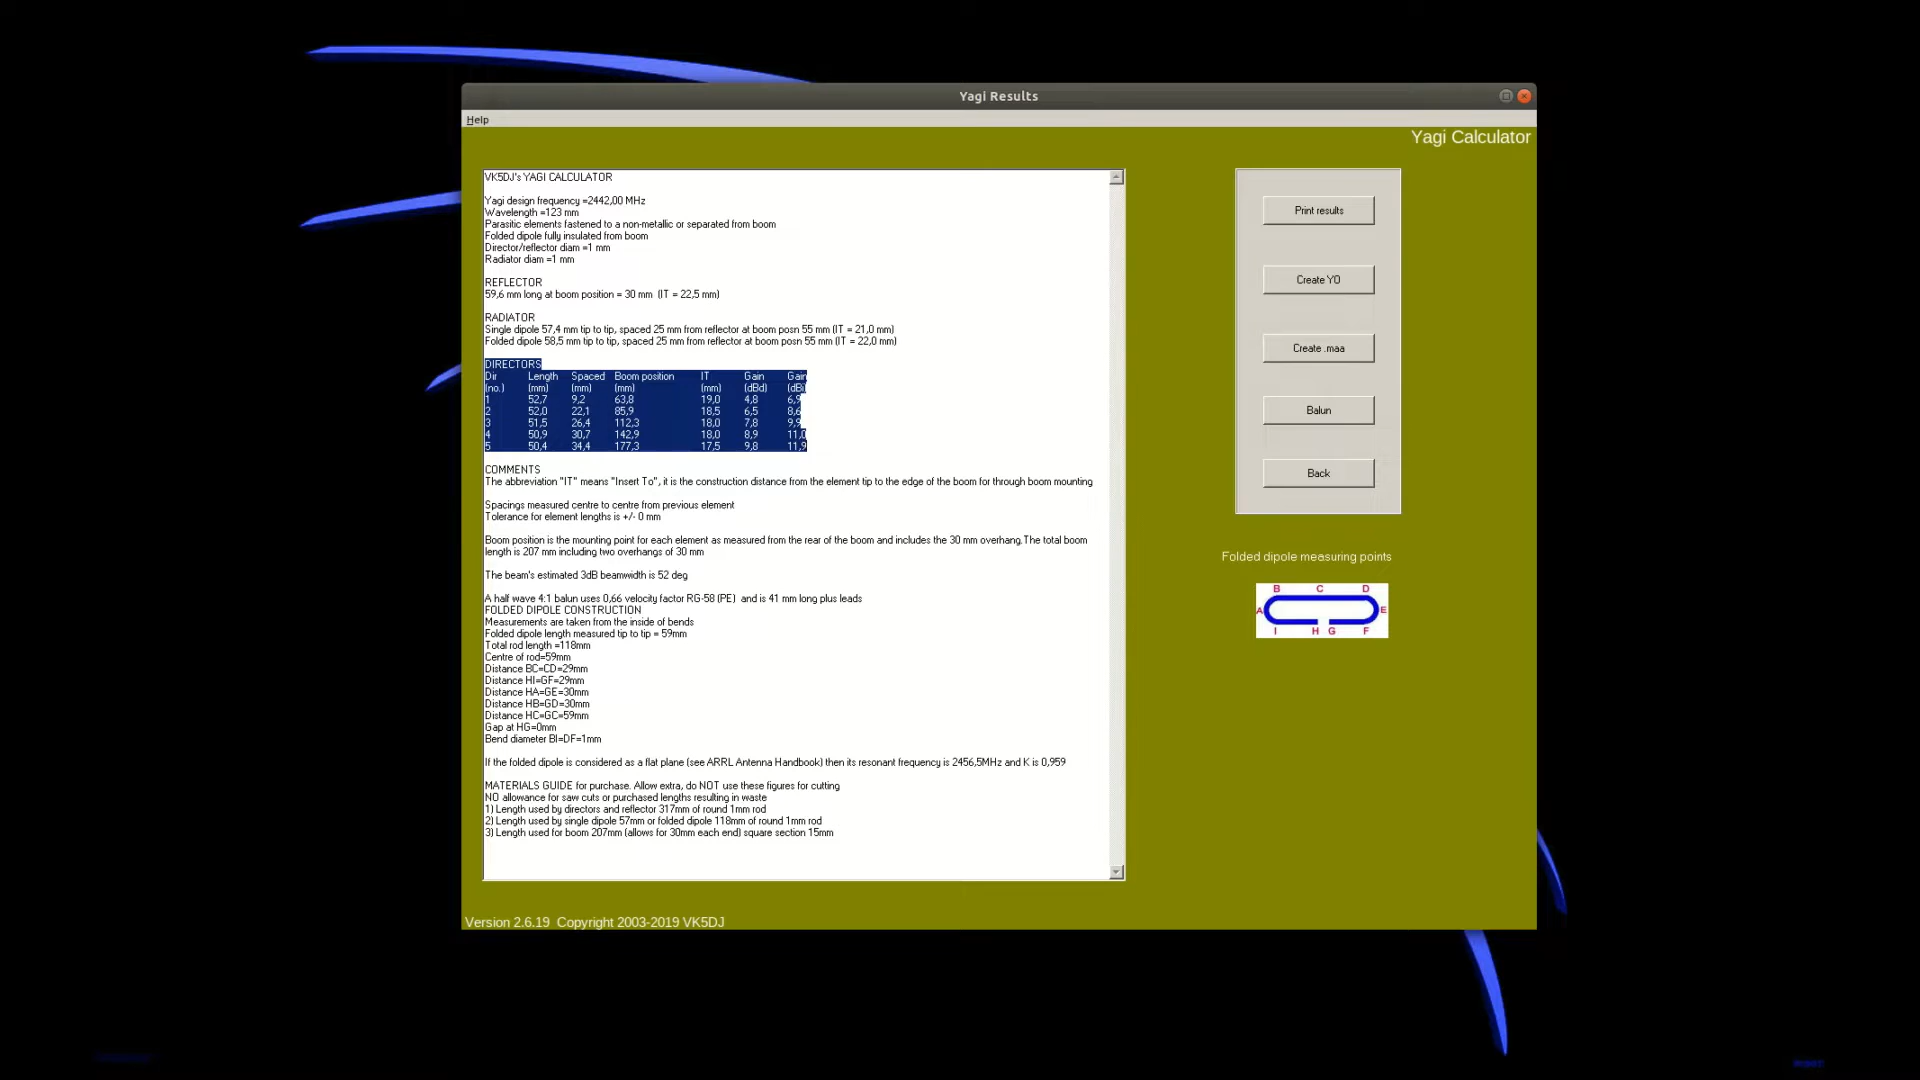 Yagi Results
Help
Yagi Calculator
VK5DJ's YAGI CALCULATOR
Yagi design frequency =2442,00 MHz
Wavelength =123 mm
Parasitic elements fastened to a non-metallic or separated from boom
Folded dipole fully insulated from boom
Director/reflector diam =1 mm
Radiator diam =1 mm
REFLECTOR
59,6 mm long at boom position = 30 mm (IT = 22,5 mm)
RADIATOR
Single dipole 57,4 mm tip to tip, spaced 25 mm from reflector at boom posn 55 mm (IT = 21,0 mm)
Folded dipole 58,5 mm tip to tip, spaced 25 mm from reflector at boom posn 55 mm (IT = 22,0 mm)
DIRECTORS
Dir Length Spaced Boom position IT Gain Gain
(no.) (mm) (mm) (mm) (mm) (dBd) (dBi)
1 52,7 9,2 63,8 19,0 4,8 6,9
2 52,0 22,1 85,9 18,5 6,5 8,6
3 51,5 26,4 112,3 18,0 7,8 9,9
4 50,9 30,7 142,9 18,0 8,9 11,0
5 50,4 34,4 177,3 17,5 9,8 11,9
COMMENTS
The abbreviation "IT" means "Insert To", it is the construction distance from the element tip to the edge of the boom for through boom mounting
Spacings measured centre to centre from previous element
Tolerance for element lengths is +/- 0 mm
Boom position is the mounting point for each element as measured from the rear of the boom and includes the 30 mm overhang.The total boom
length is 207 mm including two overhangs of 30 mm
The beam's estimated 3dB beamwidth is 52 deg
A half wave 4:1 balun uses 0,66 velocity factor RG-58 (PE) and is 41 mm long plus leads
FOLDED DIPOLE CONSTRUCTION
Measurements are taken from the inside of bends
Folded dipole length measured tip to tip = 59mm
Total rod length =118mm
Centre of rod=59mm
Distance BC=CD=29mm
Distance HI=GF=29mm
Distance HA=GE=30mm
Distance HB=GD=30mm
Distance HC=GC=59mm
Gap at HG=0mm
Bend diameter BI=DF=1mm
If the folded dipole is considered as a flat plane (see ARRL Antenna Handbook) then its resonant frequency is 2456,5MHz and K is 0,959
MATERIALS GUIDE for purchase. Allow extra, do NOT use these figures for cutting
NO allowance for saw cuts or purchased lengths resulting in waste
1) Length used by directors and reflector 317mm of round 1mm rod
2) Length used by single dipole 57mm or folded dipole 118mm of round 1mm rod
3) Length used for boom 207mm (allows for 30mm each end) square section 15mm
Print results
Create YO
Create .maa
Balun
Back
Folded dipole measuring points
B C D
A E
I H G F
Version 2.6.19 Copyright 2003-2019 VK5DJ